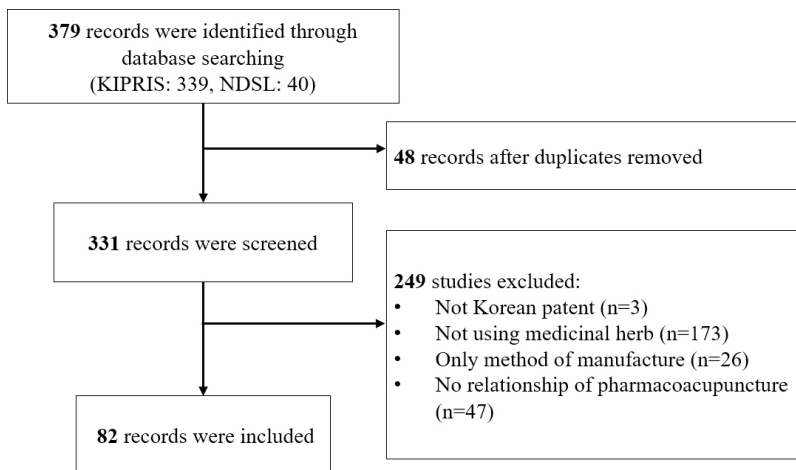 379 records were identified through
database searching
(KIPRIS: 339, NDSL: 40)
48 records after duplicates removed
331 records were screened
249 studies excluded:
• Not Korean patent (n=3)
• Not using medicinal herb (n=173)
• Only method of manufacture (n=26)
• No relationship of pharmacoacupuncture
(n=47)
82 records were included